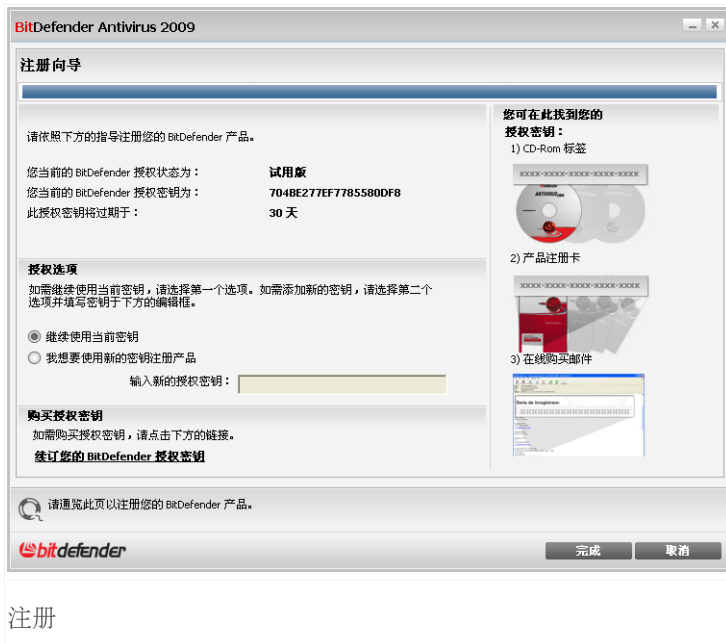 BitDefender Antivirus 2009
注册向导
请依照下方的指导注册您的 BitDefender 产品。
您当前的 BitDefender 授权状态为： 试用版
您当前的 BitDefender 授权密钥为： 704BE277EF7785580DF8
此授权密钥将过期于： 30 天
授权选项
如需继续使用当前密钥，请选择第一个选项。如需添加新的密钥，请选择第二个
选项并填写密钥于下方的编辑框。
继续使用当前密钥
我想要使用新的密钥注册产品
输入新的授权密钥：
购买授权密钥
如需购买授权密钥，请点击下方的链接。
续订您的 BitDefender 授权密钥
您可在此找到您的
授权密钥：
1) CD-Rom 标签
XXXX-XXXX-XXXX-XXXX-XXXX
2) 产品注册卡
XXXX-XXXX-XXXX-XXXX-XXXX
3) 在线购买邮件
请通览此页以注册您的 BitDefender 产品。
bitdefender
完成
取消
注册